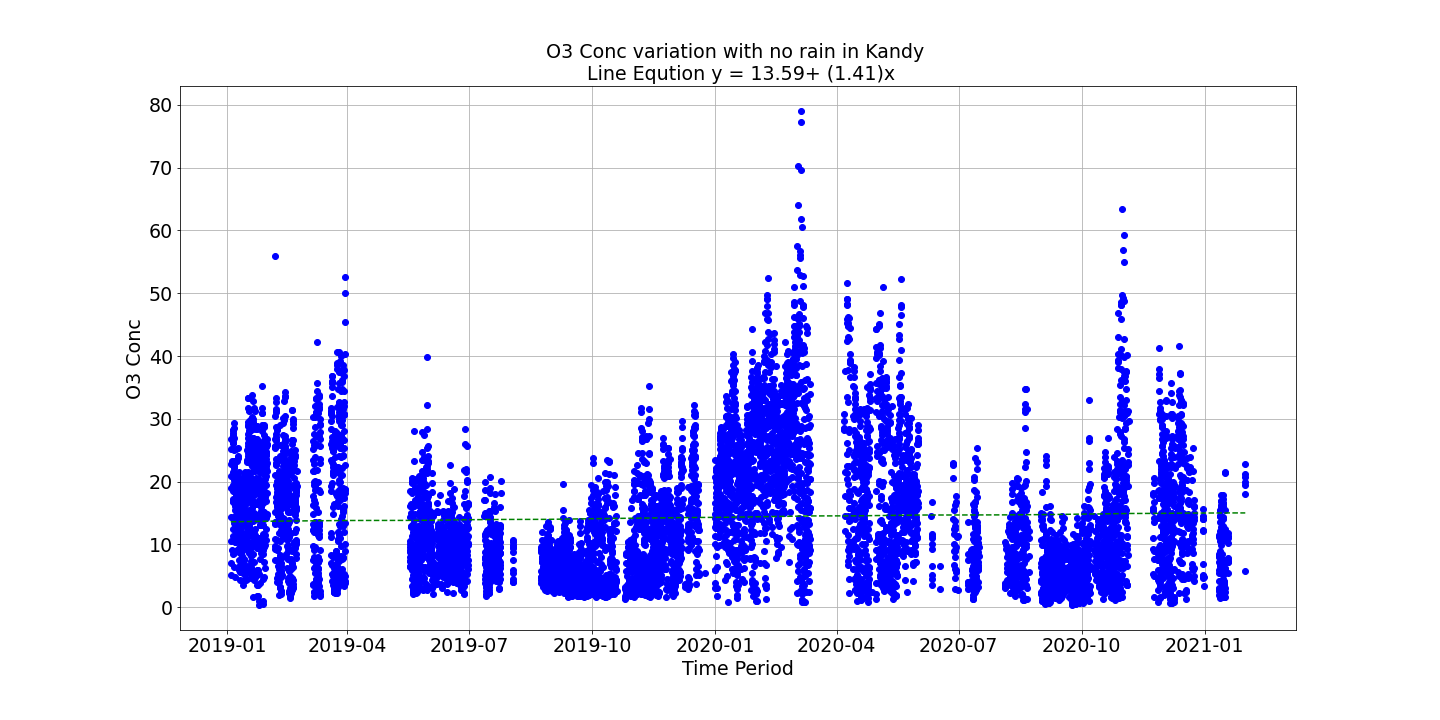 O3 Conc variation with no rain in Kandy
Line Eqution y = 13.59+ (1.41)x
80
70
60
50
40
30
20
10
0
O3 Conc
2019-01 2019-04 2019-07 2019-10 2020-01 2020-04 2020-07 2020-10 2021-01
Time Period